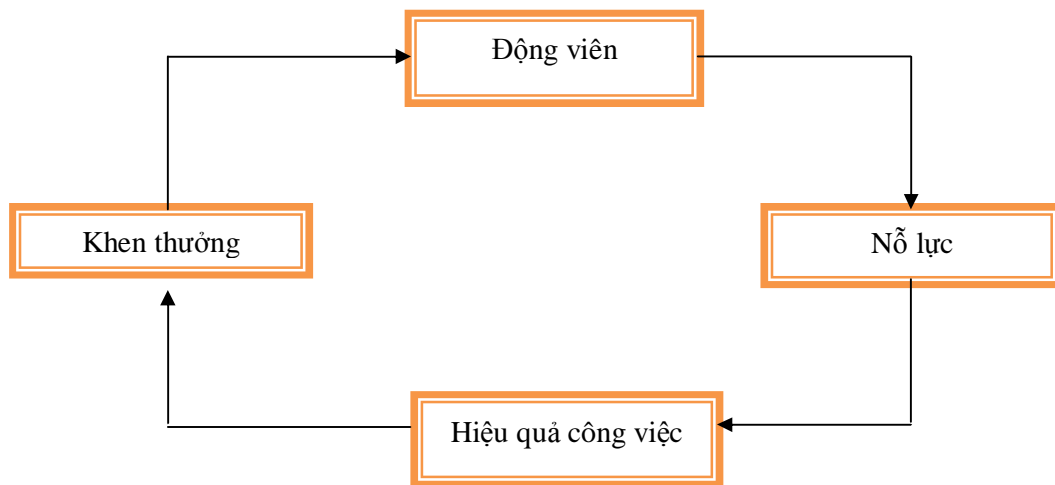 Động viên
Khen thưởng
Nỗ lực
Hiệu quả công việc